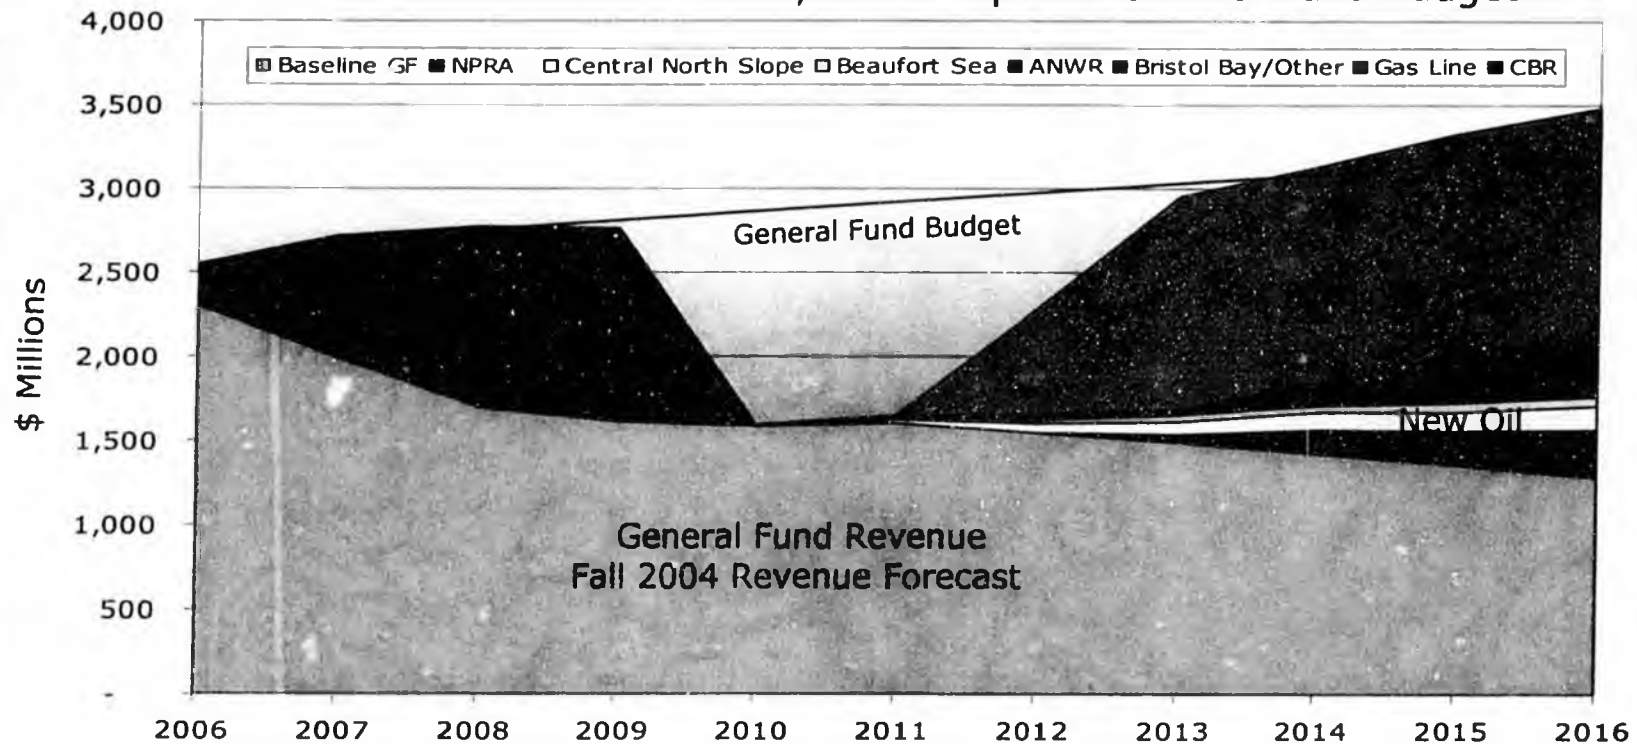 4,000
Baseline GF NPRA Central North Slope Beaufort Sea ANWR Bristol Bay/Other Gas Line CBR
3,500
3,000
General Fund Budget
2,500
$ Millions
2,000
1,500
New Oil
1,000
General Fund Revenue
Fall 2004 Revenue Forecast
500
-
2006 2007 2008 2009 2010 2011 2012 2013 2014 2015 2016